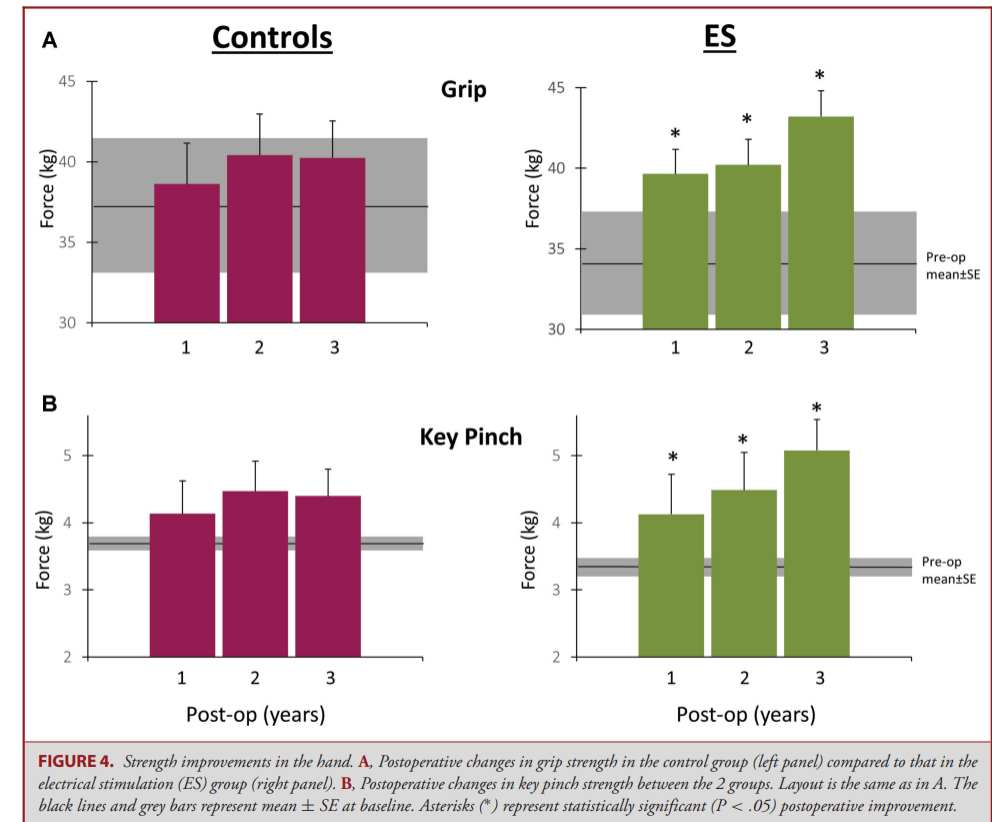 A
Controls
ES
Grip
45
40
35
30
Force (kg)
1 2 3
45
40
35
30
Force (kg)
* * *
1 2 3
Pre-op
mean±SE
B
Key Pinch
5
4
3
2
Force (kg)
1 2 3
Post-op (years)
5
4
3
2
Force (kg)
* * *
1 2 3
Post-op (years)
Pre-op
mean±SE
FIGURE 4. Strength improvements in the hand. A, Postoperative changes in grip strength in the control group (left panel) compared to that in the
electrical stimulation (ES) group (right panel). B, Postoperative changes in key pinch strength between the 2 groups. Layout is the same as in A. The
black lines and grey bars represent mean ± SE at baseline. Asterisks (*) represent statistically significant (P < .05) postoperative improvement.